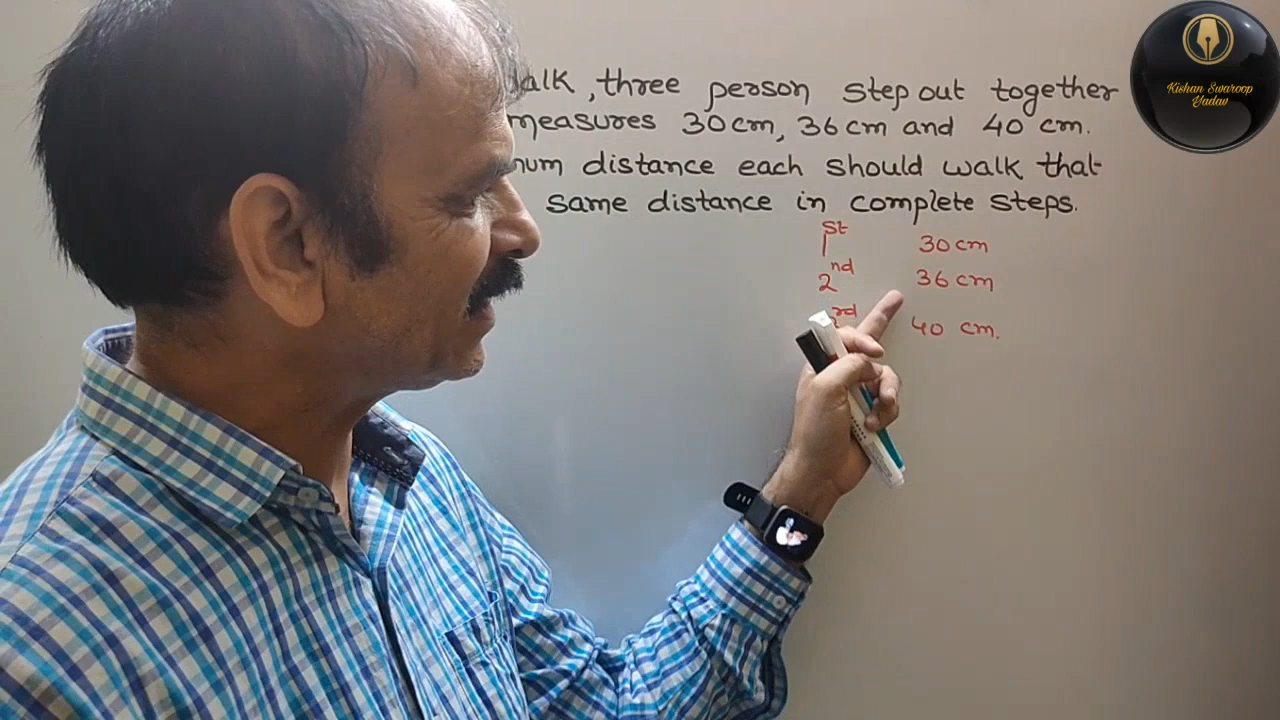 alk, three person step out together
measures 30 cm, 36 cm and 40 cm.
num distance each should walk that
same distance in complete steps.
1st 30 cm
2nd 36 cm
rd 40 cm.
Kishan Swaroop
Yadav